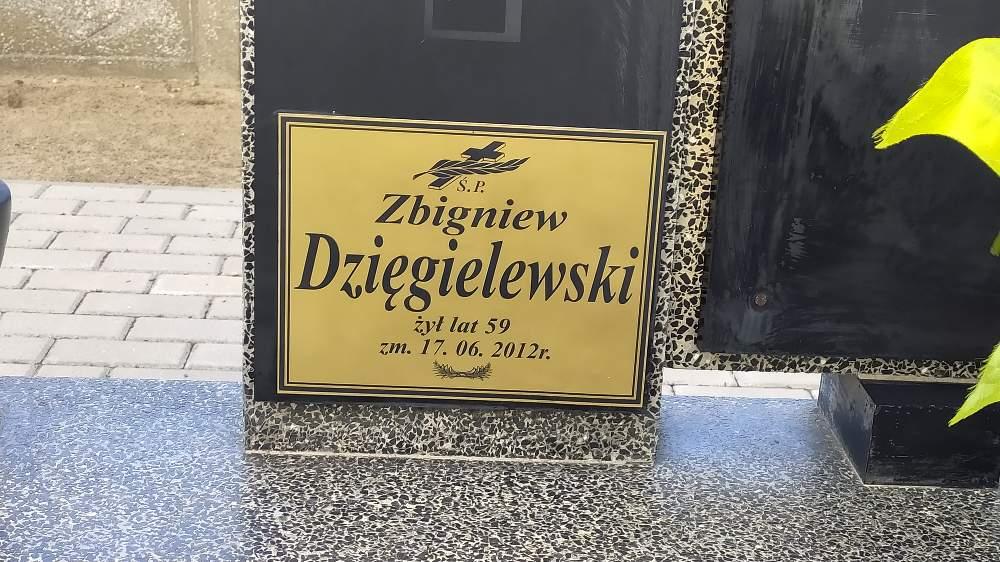 Ś.P.
Zbigniew
Dzięgielewski
żył lat 59
zm. 17. 06. 2012r.